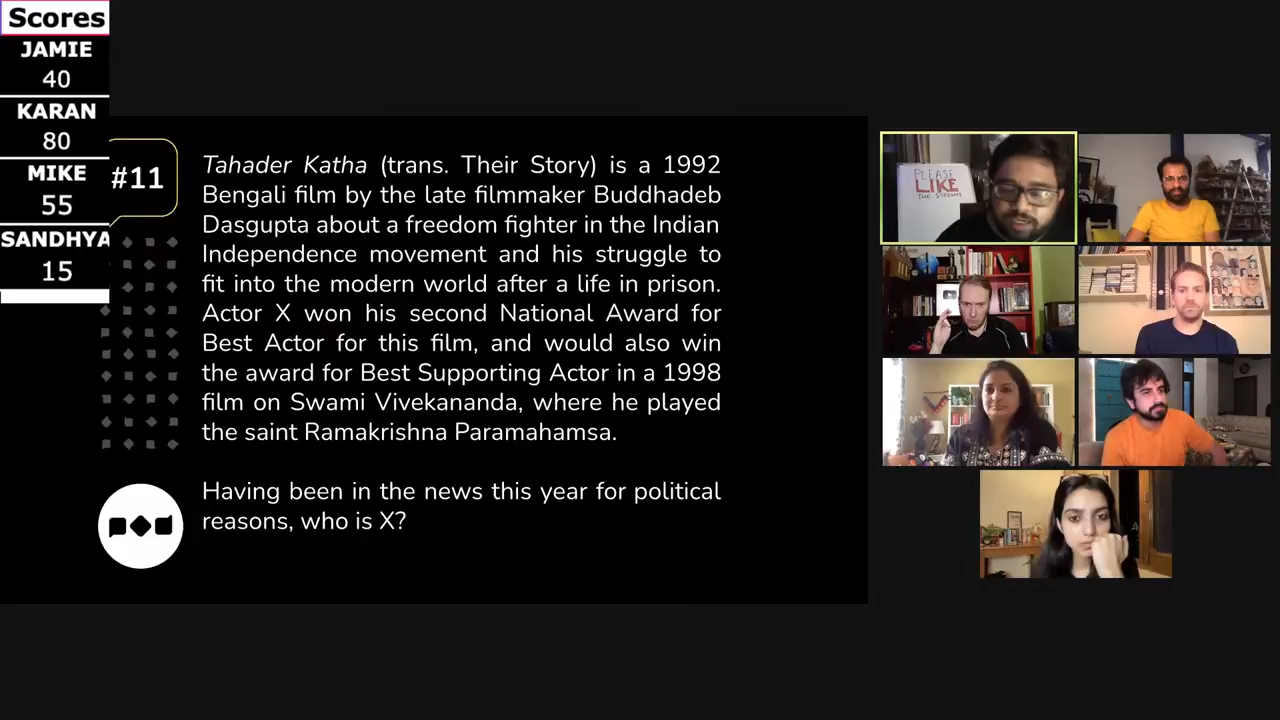 Scores
JAMIE
40
KARAN
80
MIKE
55
SANDHYA
15
#11
Tahader Katha (trans. Their Story) is a 1992
Bengali film by the late filmmaker Buddhadeb
Dasgupta about a freedom fighter in the Indian
Independence movement and his struggle to
fit into the modern world after a life in prison.
Actor X won his second National Award for
Best Actor for this film, and would also win
the award for Best Supporting Actor in a 1998
film on Swami Vivekananda, where he played
the saint Ramakrishna Paramahamsa.
Having been in the news this year for political
reasons, who is X?
PLEASE
LIKE
THE STREAM